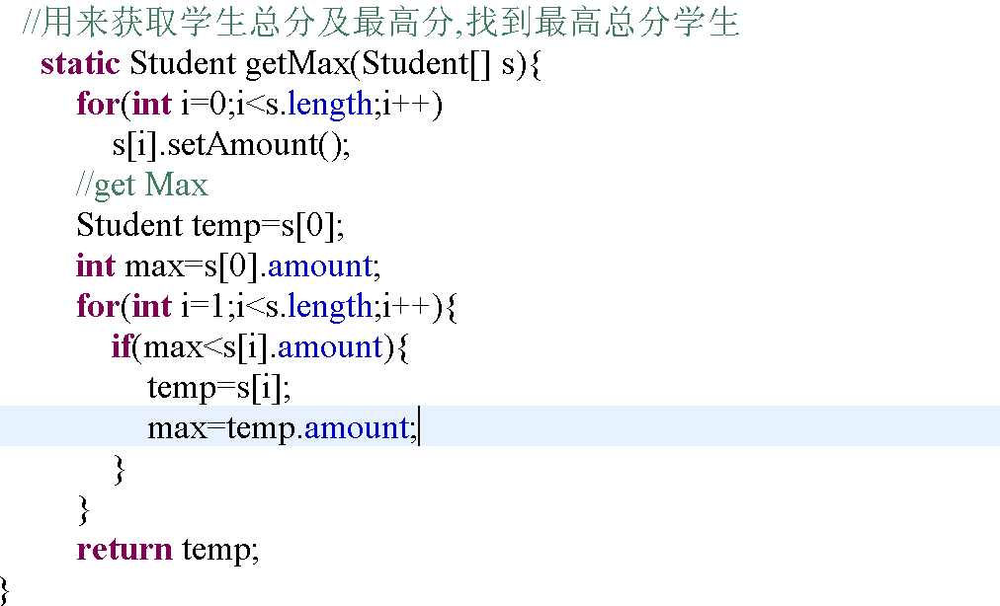 //用来获取学生总分及最高分,找到最高总分学生
static Student getMax(Student[] s){
for(int i=0;i<s.length;i++)
s[i].setAmount();
//get Max
Student temp=s[0];
int max=s[0].amount;
for(int i=1;i<s.length;i++){
if(max<s[i].amount){
temp=s[i];
max=temp.amount;
}
}
return temp;
}